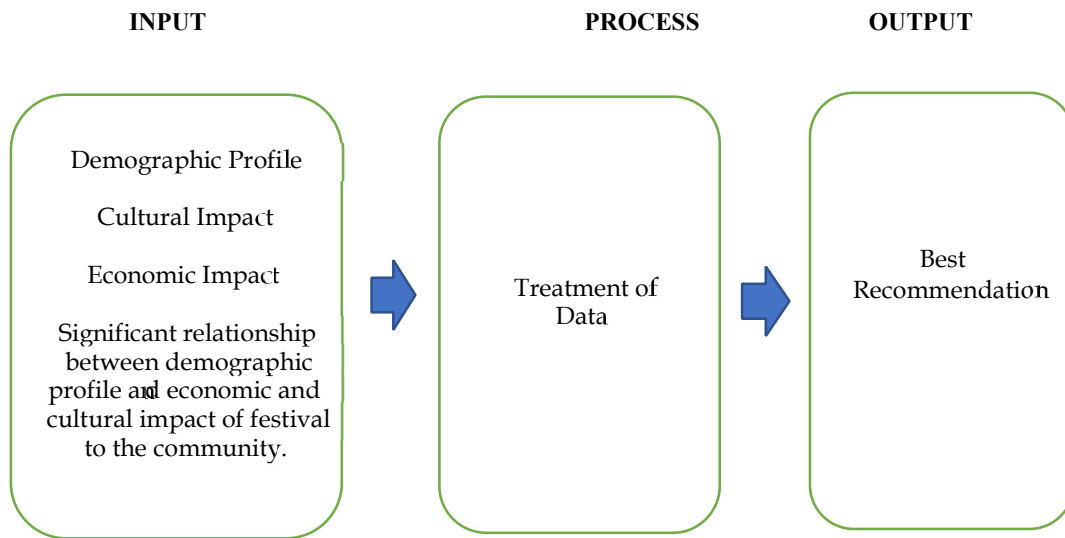 INPUT
PROCESS
OUTPUT
Demographic Profile
Cultural Impact
Economic Impact
Significant relationship
between demographic
profile and economic and
cultural impact of festival
to the community.
Treatment of
Data
Best
Recommendation